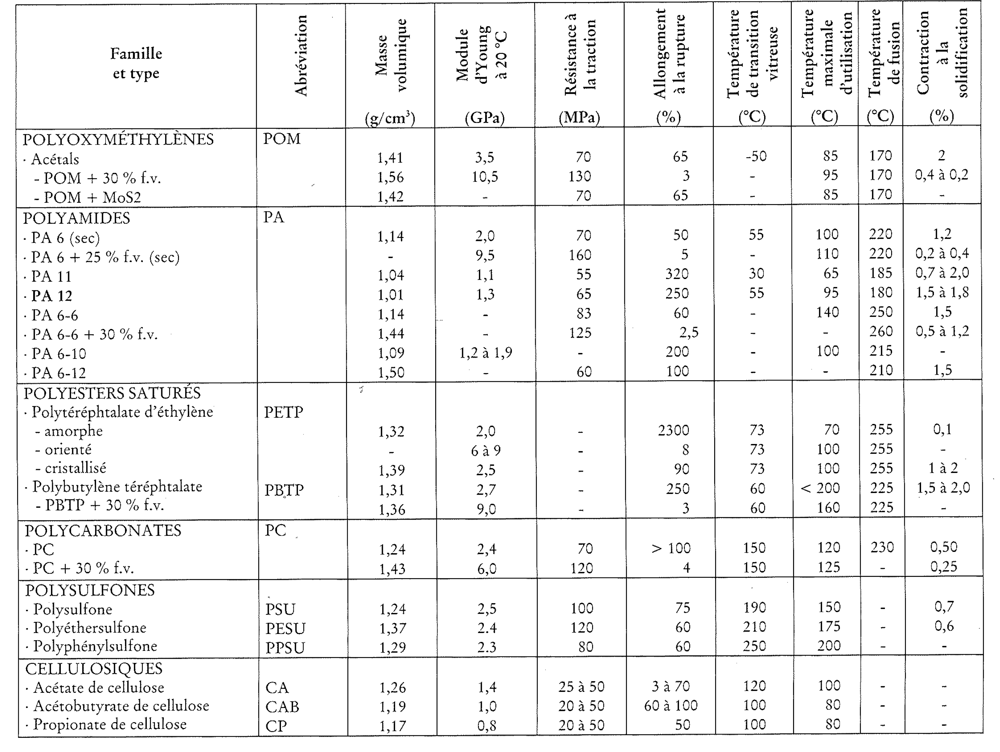 Famille et type | Abréviation | Masse volumique (g/cm³) | Module d'Young à 20 °C (GPa) | Résistance à la traction (MPa) | Allongement à la rupture (%) | Température de transition vitreuse (°C) | Température maximale d'utilisation (°C) | Température de fusion (°C) | Contraction à la solidification (%)
POLYOXYMÉTHYLÈNES | POM
· Acétals | 1,41 | 3,5 | 70 | 65 | -50 | 85 | 170 | 2
- POM + 30 % f.v. | 1,56 | 10,5 | 130 | 3 | - | 95 | 170 | 0,4 à 0,2
- POM + MoS2 | 1,42 | - | 70 | 65 | - | 85 | 170 | -
POLYAMIDES | PA
· PA 6 (sec) | 1,14 | 2,0 | 70 | 50 | 55 | 100 | 220 | 1,2
· PA 6 + 25 % f.v. (sec) | - | 9,5 | 160 | 5 | - | 110 | 220 | 0,2 à 0,4
· PA 11 | 1,04 | 1,1 | 55 | 320 | 30 | 65 | 185 | 0,7 à 2,0
· PA 12 | 1,01 | 1,3 | 65 | 250 | 55 | 95 | 180 | 1,5 à 1,8
· PA 6-6 | 1,14 | - | 83 | 60 | - | 140 | 250 | 1,5
· PA 6-6 + 30 % f.v. | 1,44 | - | 125 | 2,5 | - | - | 260 | 0,5 à 1,2
· PA 6-10 | 1,09 | 1,2 à 1,9 | - | 200 | - | 100 | 215 | -
· PA 6-12 | 1,50 | - | 60 | 100 | - | - | 210 | 1,5
POLYESTERS SATURÉS
· Polytéréphtalate d'éthylène | PETP
- amorphe | 1,32 | 2,0 | - | 2300 | 73 | 70 | 255 | 0,1
- orienté | - | 6 à 9 | - | 8 | 73 | 100 | 255 | -
- cristallisé | 1,39 | 2,5 | - | 90 | 73 | 100 | 255 | 1 à 2
· Polybutylène téréphtalate | PBTP | 1,31 | 2,7 | - | 250 | 60 | < 200 | 225 | 1,5 à 2,0
- PBTP + 30 % f.v. | 1,36 | 9,0 | - | 3 | 60 | 160 | 225 | -
POLYCARBONATES | PC
· PC | 1,24 | 2,4 | 70 | > 100 | 150 | 120 | 230 | 0,50
· PC + 30 % f.v. | 1,43 | 6,0 | 120 | 4 | 150 | 125 | - | 0,25
POLYSULFONES
· Polysulfone | PSU | 1,24 | 2,5 | 100 | 75 | 190 | 150 | - | 0,7
· Polyéthersulfone | PESU | 1,37 | 2.4 | 120 | 60 | 210 | 175 | - | 0,6
· Polyphénylsulfone | PPSU | 1,29 | 2.3 | 80 | 60 | 250 | 200 | - | -
CELLULOSIQUES
· Acétate de cellulose | CA | 1,26 | 1,4 | 25 à 50 | 3 à 70 | 120 | 100 | - | -
· Acétobutyrate de cellulose | CAB | 1,19 | 1,0 | 20 à 50 | 60 à 100 | 100 | 80 | - | -
· Propionate de cellulose | CP | 1,17 | 0,8 | 20 à 50 | 50 | 100 | 80 | - | -